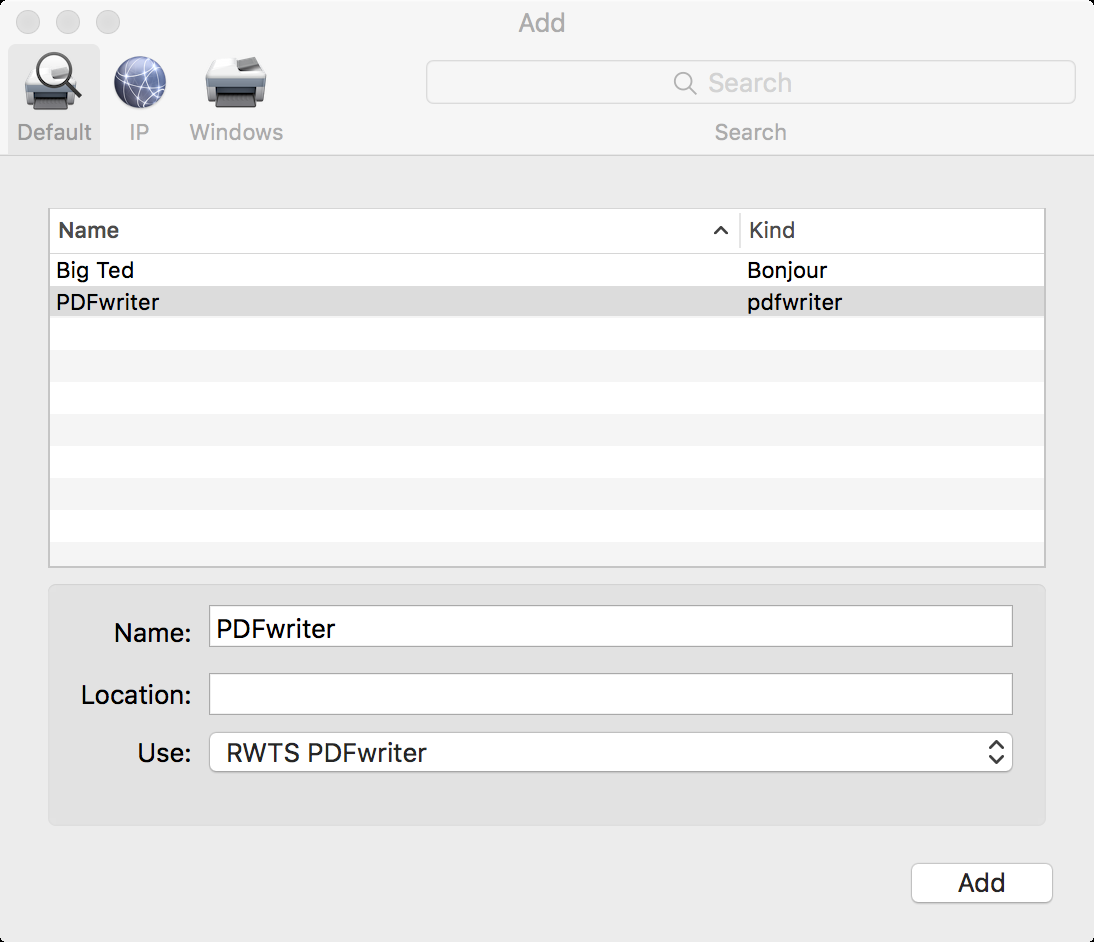 Add
Default IP Windows Search
Search
Name Kind
Big Ted Bonjour
PDFwriter pdfwriter
Name: PDFwriter
Location:
Use: RWTS PDFwriter
Add